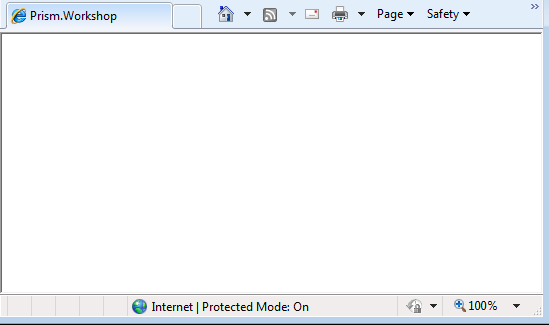 Prism.Workshop Page Safety
Internet | Protected Mode: On 100%